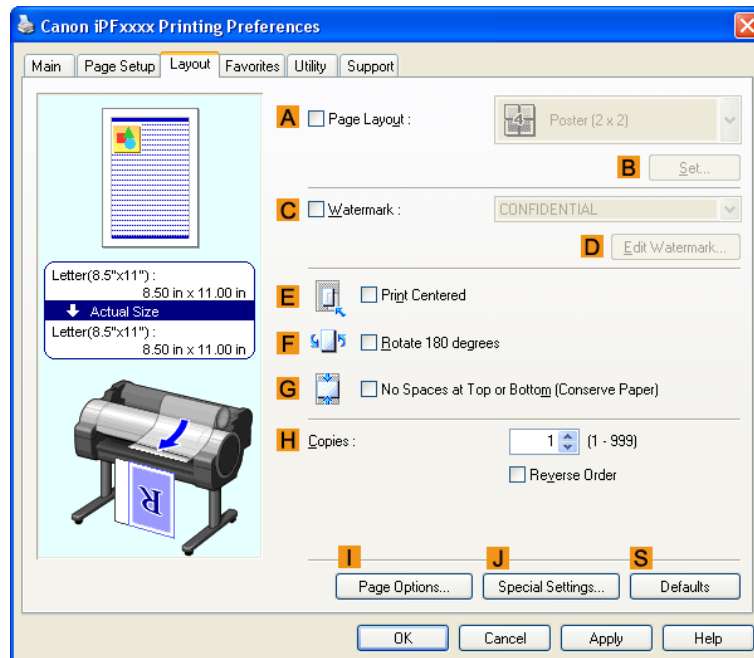 Canon iPFxxxx Printing Preferences
Main Page Setup Layout Favorites Utility Support
A Page Layout : 4 Poster (2 x 2)
B Set...
C Watermark : CONFIDENTIAL
D Edit Watermark...
Letter(8.5"x11") :
8.50 in x 11.00 in
Actual Size
Letter(8.5"x11") :
8.50 in x 11.00 in
E Print Centered
F Rotate 180 degrees
G No Spaces at Top or Bottom (Conserve Paper)
H Copies : 1 (1 - 999)
Reverse Order
R
I J S
Page Options... Special Settings... Defaults
OK Cancel Apply Help